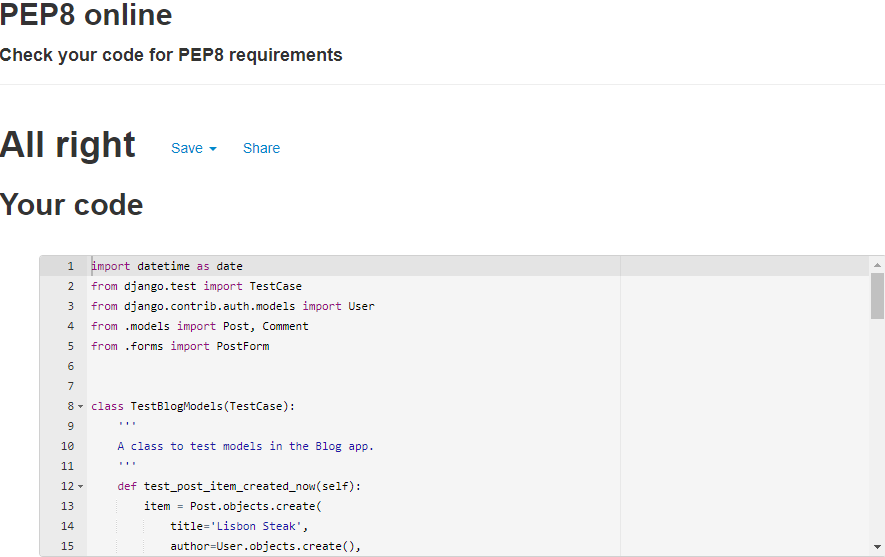 PEP8 online
Check your code for PEP8 requirements
All right Save Share
Your code
1 import datetime as date
2 from django.test import TestCase
3 from django.contrib.auth.models import User
4 from .models import Post, Comment
5 from .forms import PostForm
6
7
8 class TestBlogModels(TestCase):
9     '''
10     A class to test models in the Blog app.
11     '''
12     def test_post_item_created_now(self):
13         item = Post.objects.create(
14             title='Lisbon Steak',
15             author=User.objects.create(),